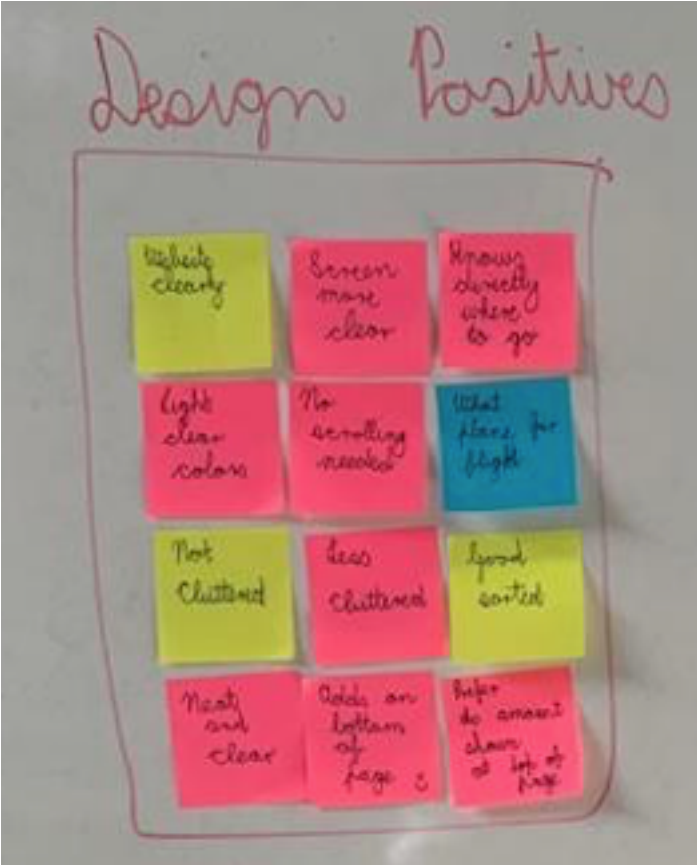 Design Positives
Website
clearly
Screen
more
clear
Knows
directly
where
to go
Light
clear
colors
No
scrolling
needed
What
plane for
flight
Not
Cluttered
Less
Cluttered
Good
sorted
Neat
and
clear
Adds on
bottom
of
page
do amount
at top of
page